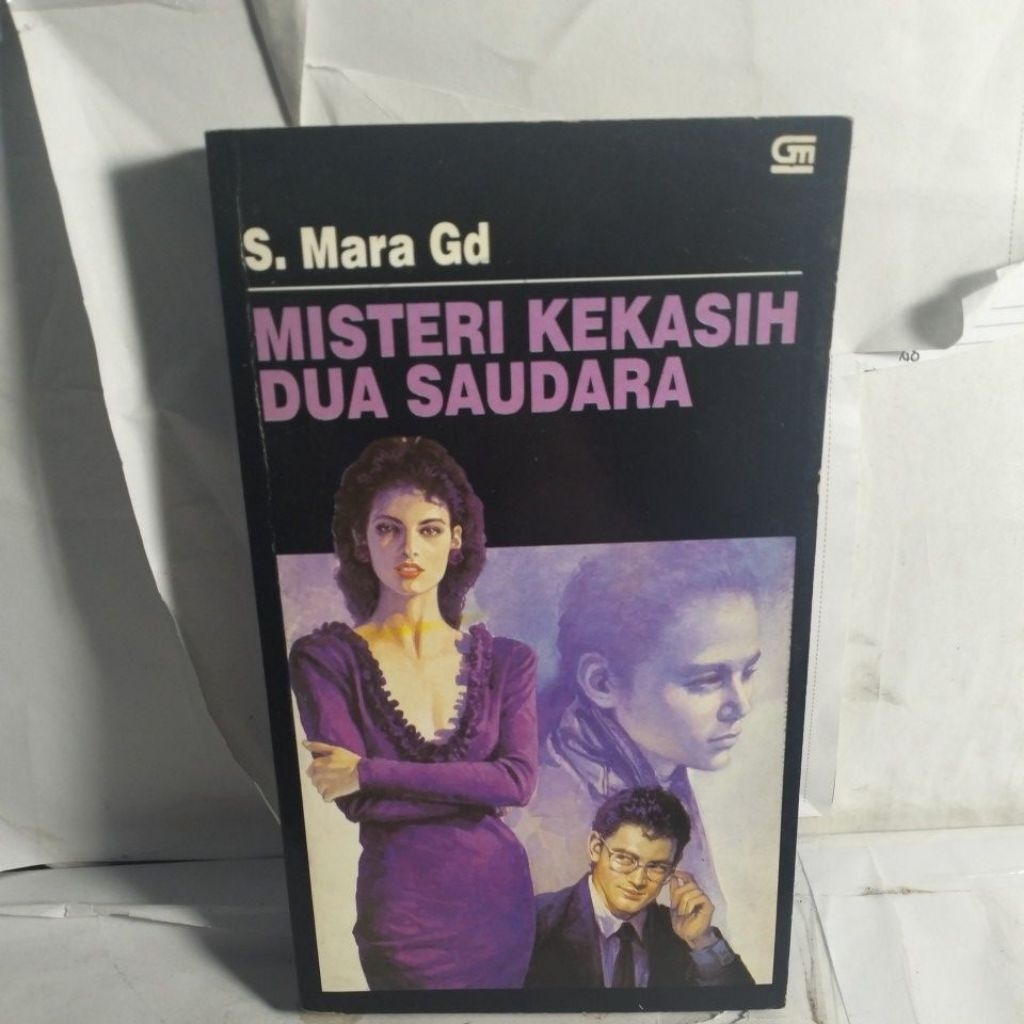 GM
S. Mara Gd
MISTERI KEKASIH
DUA SAUDARA